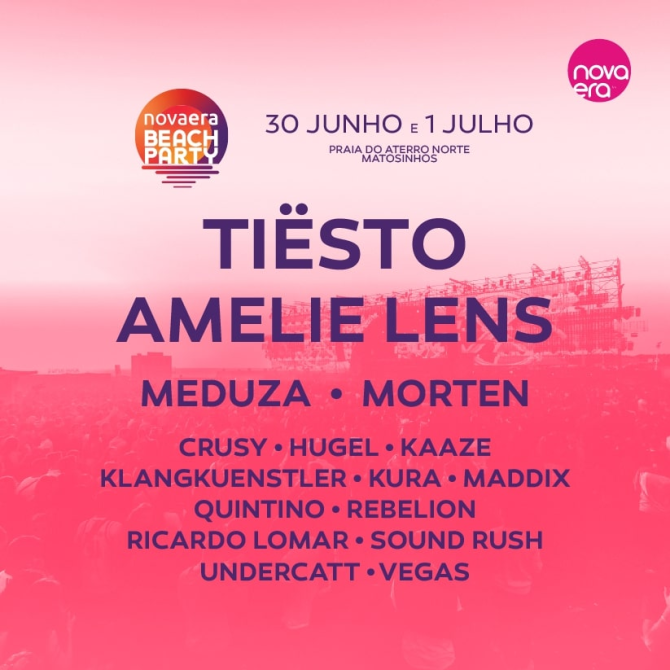 nova
era
novaera
BEACH
PARTY
30 JUNHO E 1 JULHO
PRAIA DO ATERRO NORTE
MATOSINHOS
TIËSTO
AMELIE LENS
MEDUZA • MORTEN
CRUSY • HUGEL • KAAZE
KLANGKUENSTLER • KURA • MADDIX
QUINTINO • REBELION
RICARDO LOMAR • SOUND RUSH
UNDERCATT • VEGAS